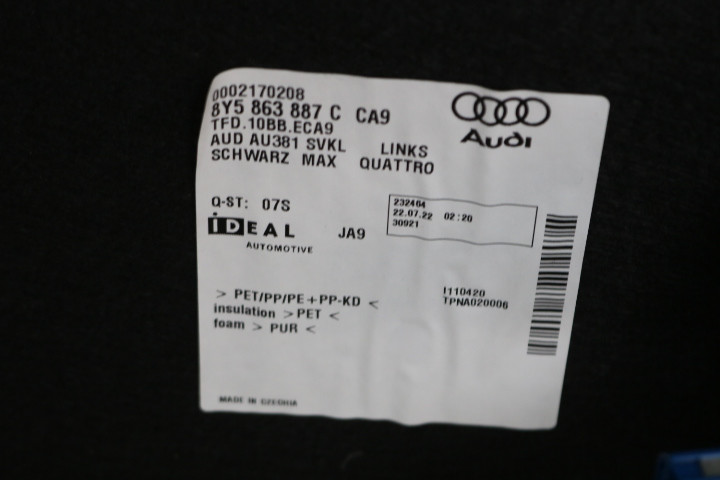 0002170208
8Y5 863 887 C CA9
TFD.10BB.ECA9
AUD AU381 SVKL LINKS
SCHWARZ MAX QUATTRO
Audi
Q-ST: 07S
IDEAL
AUTOMOTIVE
JA9
232404
22.07.22 02:20
30921
> PET/PP/PE+PP-KD <
insulation >PET <
foam > PUR <
I110420
TPNA020006
MADE IN CZECHIA